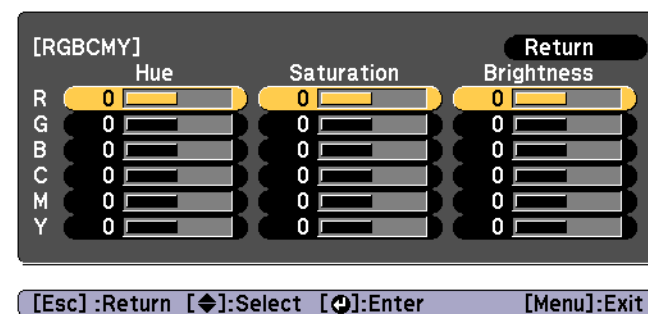 [RGBCMY] Return
Hue Saturation Brightness
R 0 0 0
G 0 0 0
B 0 0 0
C 0 0 0
M 0 0 0
Y 0 0 0
[Esc] :Return [◆]:Select [⏎]:Enter [Menu]:Exit